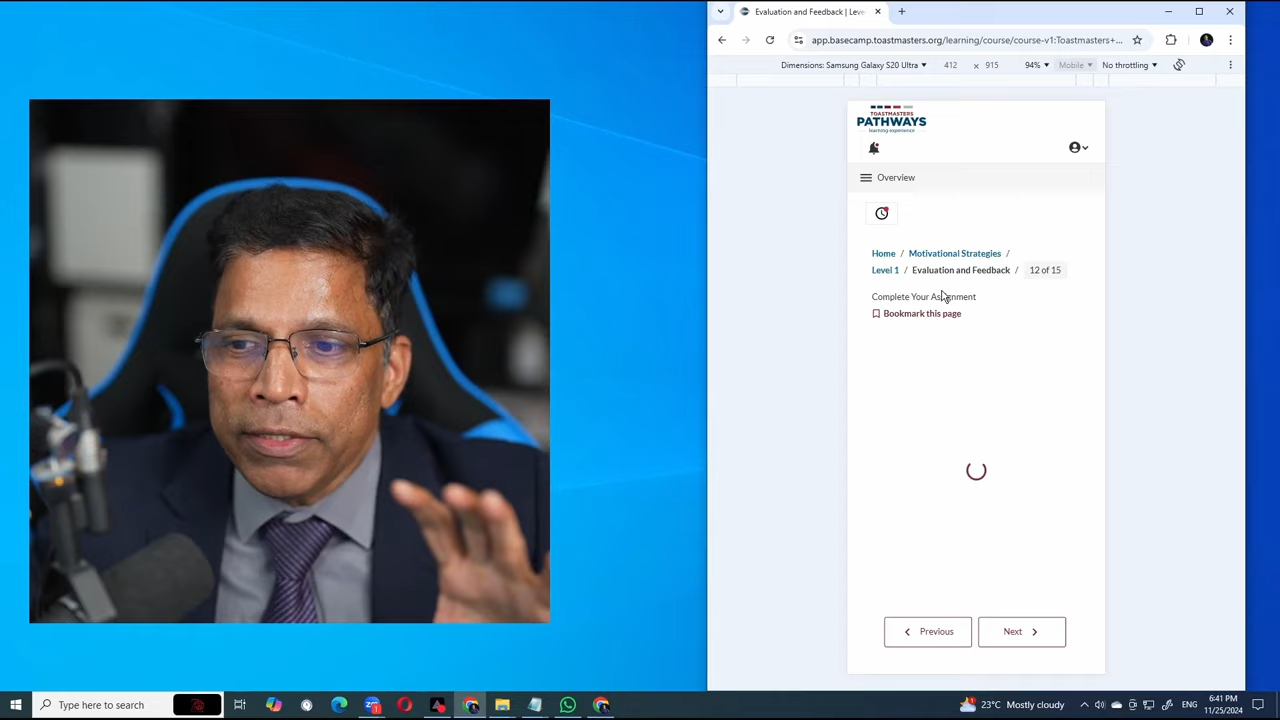 Evaluation and Feedback | Leve
app.basecamp.toastmasters.org/learning/course/course-v1:Toastmasters+...
Dimensions: Samsung Galaxy S20 Ultra 412 × 915 94% Mobile No throttling
TOASTMASTERS
PATHWAYS
learning experience
Overview
Home / Motivational Strategies /
Level 1 / Evaluation and Feedback / 12 of 15
Complete Your Assignment
Bookmark this page
Previous Next
Type here to search
23°C Mostly cloudy
ENG
6:41 PM
11/25/2024